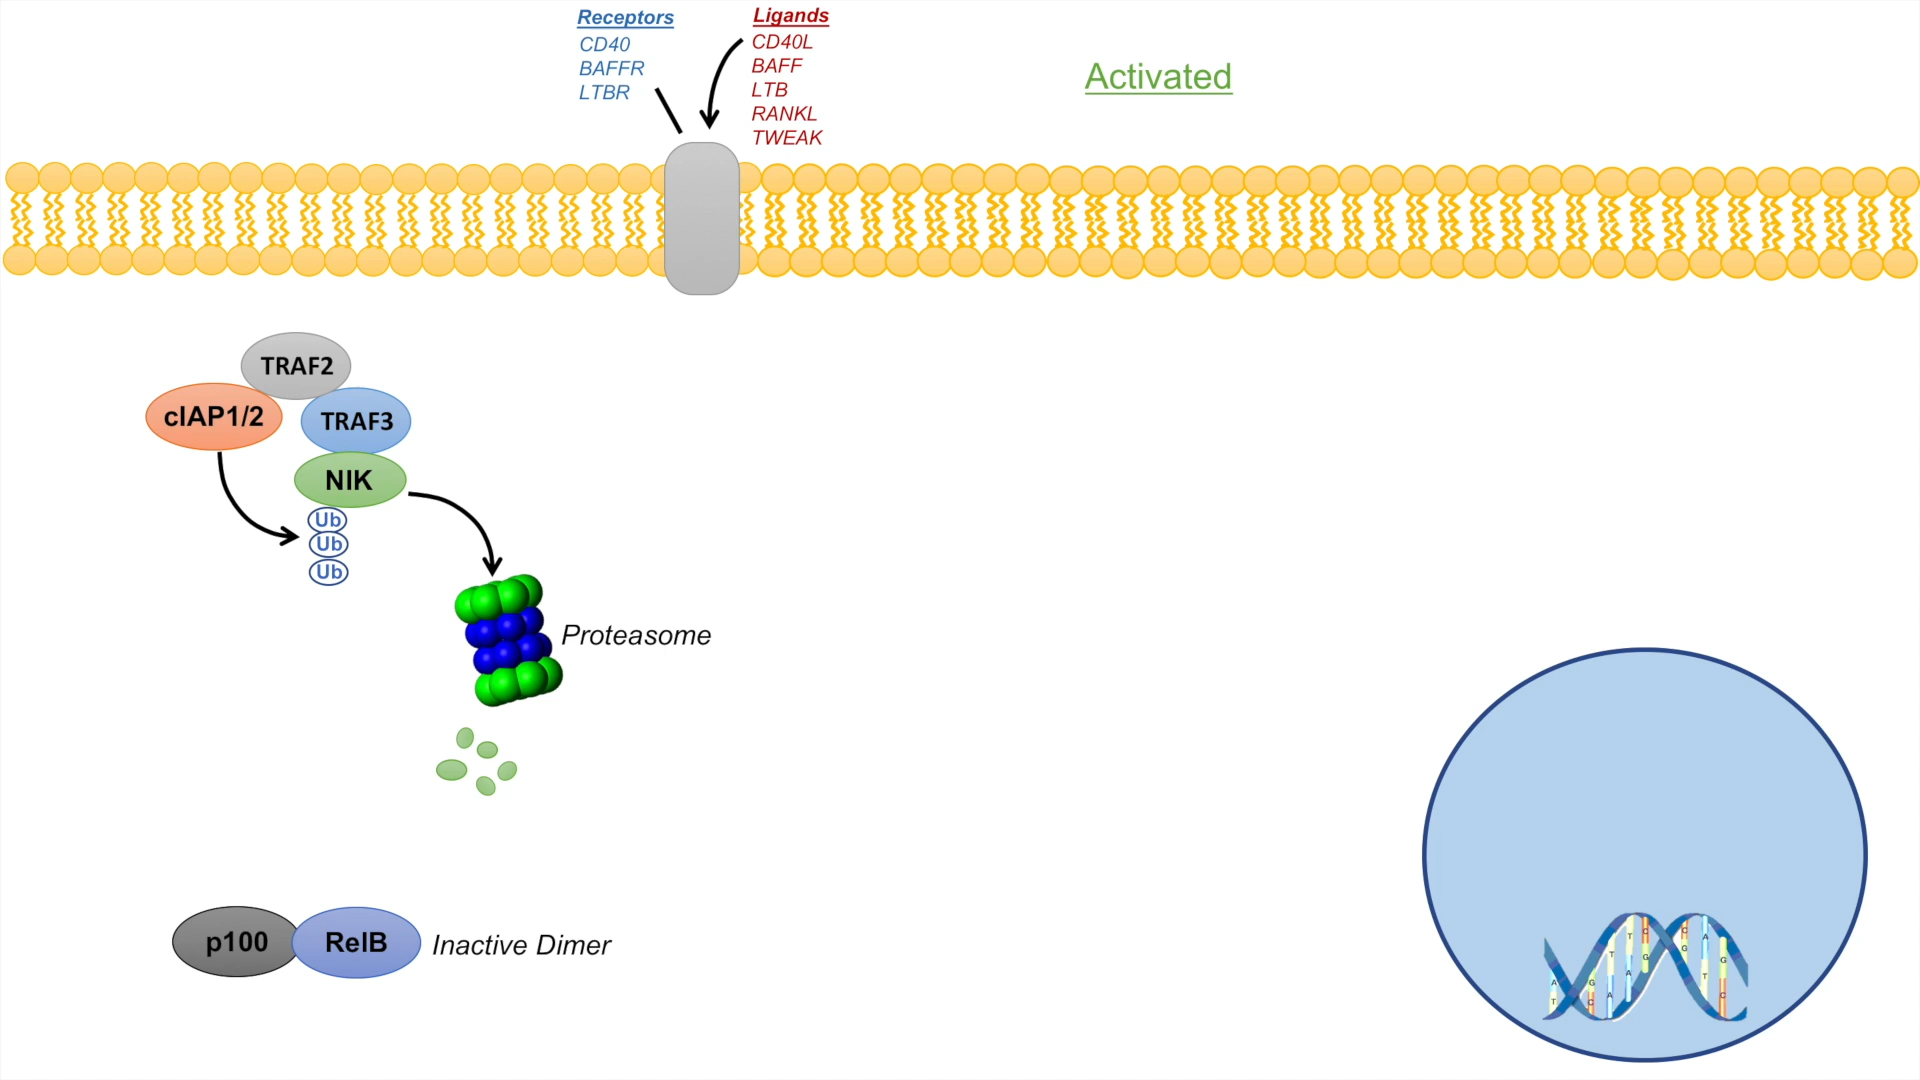 Receptors
CD40
BAFFR
LTBR
Ligands
CD40L
BAFF
LTB
RANKL
TWEAK
Activated
TRAF2
cIAP1/2
TRAF3
NIK
Ub
Ub
Ub
Proteasome
p100
RelB
Inactive Dimer
A
T
G
C
T
A
T
A
C
G
C
G
A
T
G
C